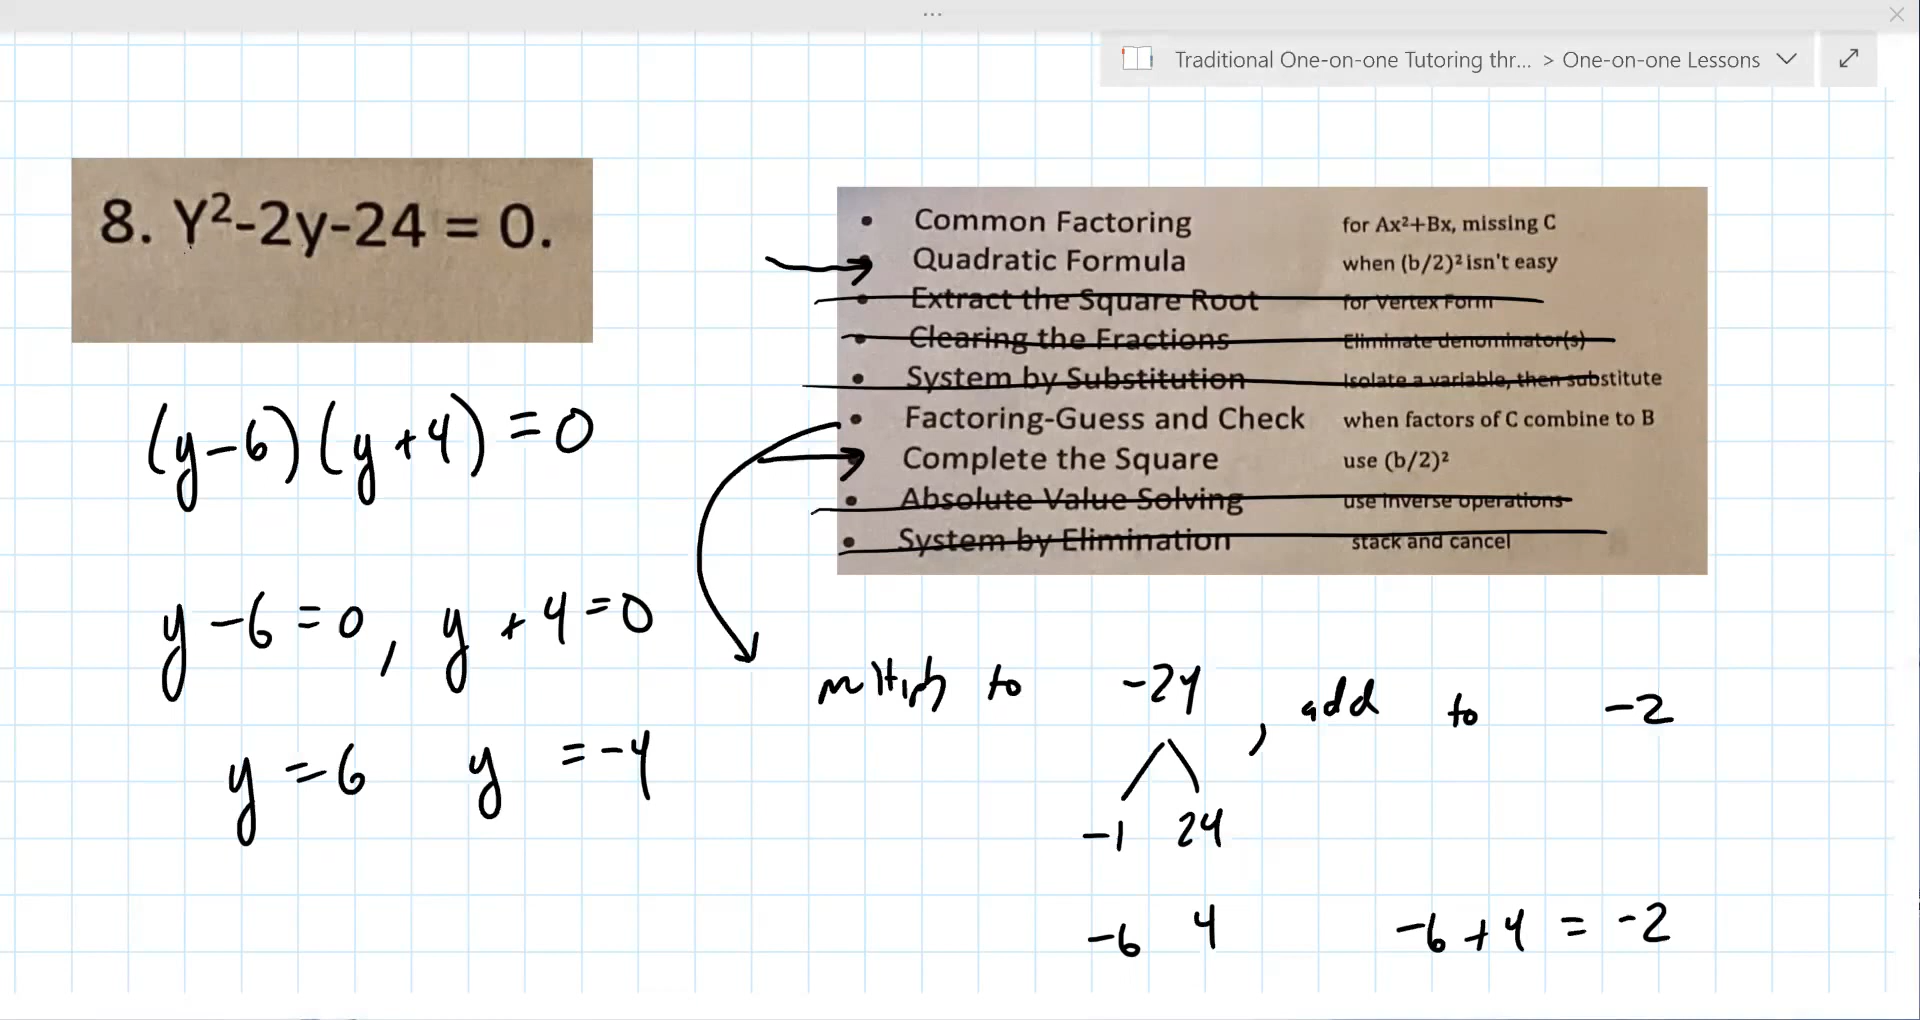 ...
Traditional One-on-one Tutoring thr... > One-on-one Lessons
8. Y²-2y-24 = 0.
• Common Factoring for Ax²+Bx, missing C
• Quadratic Formula when (b/2)² isn't easy
• Extract the Square Root for Vertex Form
• Clearing the Fractions Eliminate denominator(s)
• System by Substitution Isolate a variable, then substitute
• Factoring-Guess and Check when factors of C combine to B
• Complete the Square use (b/2)²
• Absolute Value Solving use inverse operations
• System by Elimination stack and cancel
(y-6)(y+4)=0
y-6=0, y+4=0
y=6 y=-4
multiply to -24, add to -2
-1 24
-6 4 -6+4=-2